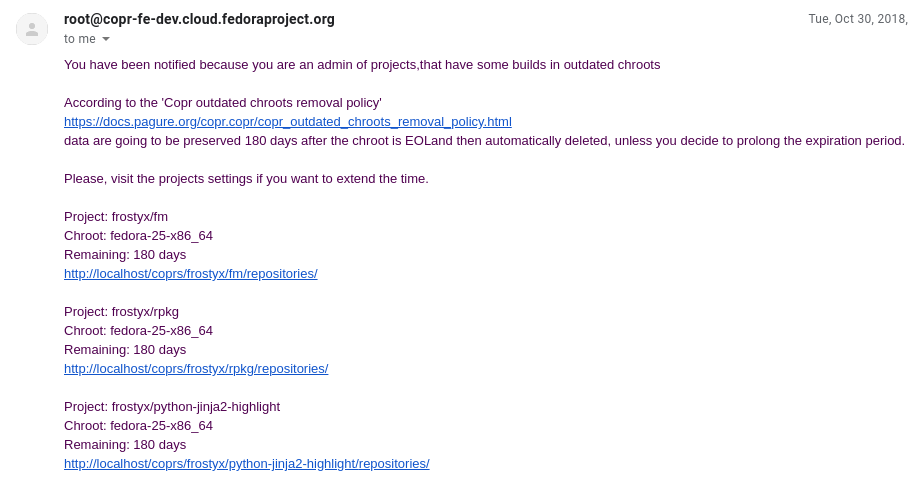 root@copr-fe-dev.cloud.fedoraproject.org
Tue, Oct 30, 2018,
to me
You have been notified because you are an admin of projects,that have some builds in outdated chroots
According to the 'Copr outdated chroots removal policy'
https://docs.pagure.org/copr.copr/copr_outdated_chroots_removal_policy.html
data are going to be preserved 180 days after the chroot is EOLand then automatically deleted, unless you decide to prolong the expiration period.
Please, visit the projects settings if you want to extend the time.
Project: frostyx/fm
Chroot: fedora-25-x86_64
Remaining: 180 days
http://localhost/coprs/frostyx/fm/repositories/
Project: frostyx/rpkg
Chroot: fedora-25-x86_64
Remaining: 180 days
http://localhost/coprs/frostyx/rpkg/repositories/
Project: frostyx/python-jinja2-highlight
Chroot: fedora-25-x86_64
Remaining: 180 days
http://localhost/coprs/frostyx/python-jinja2-highlight/repositories/